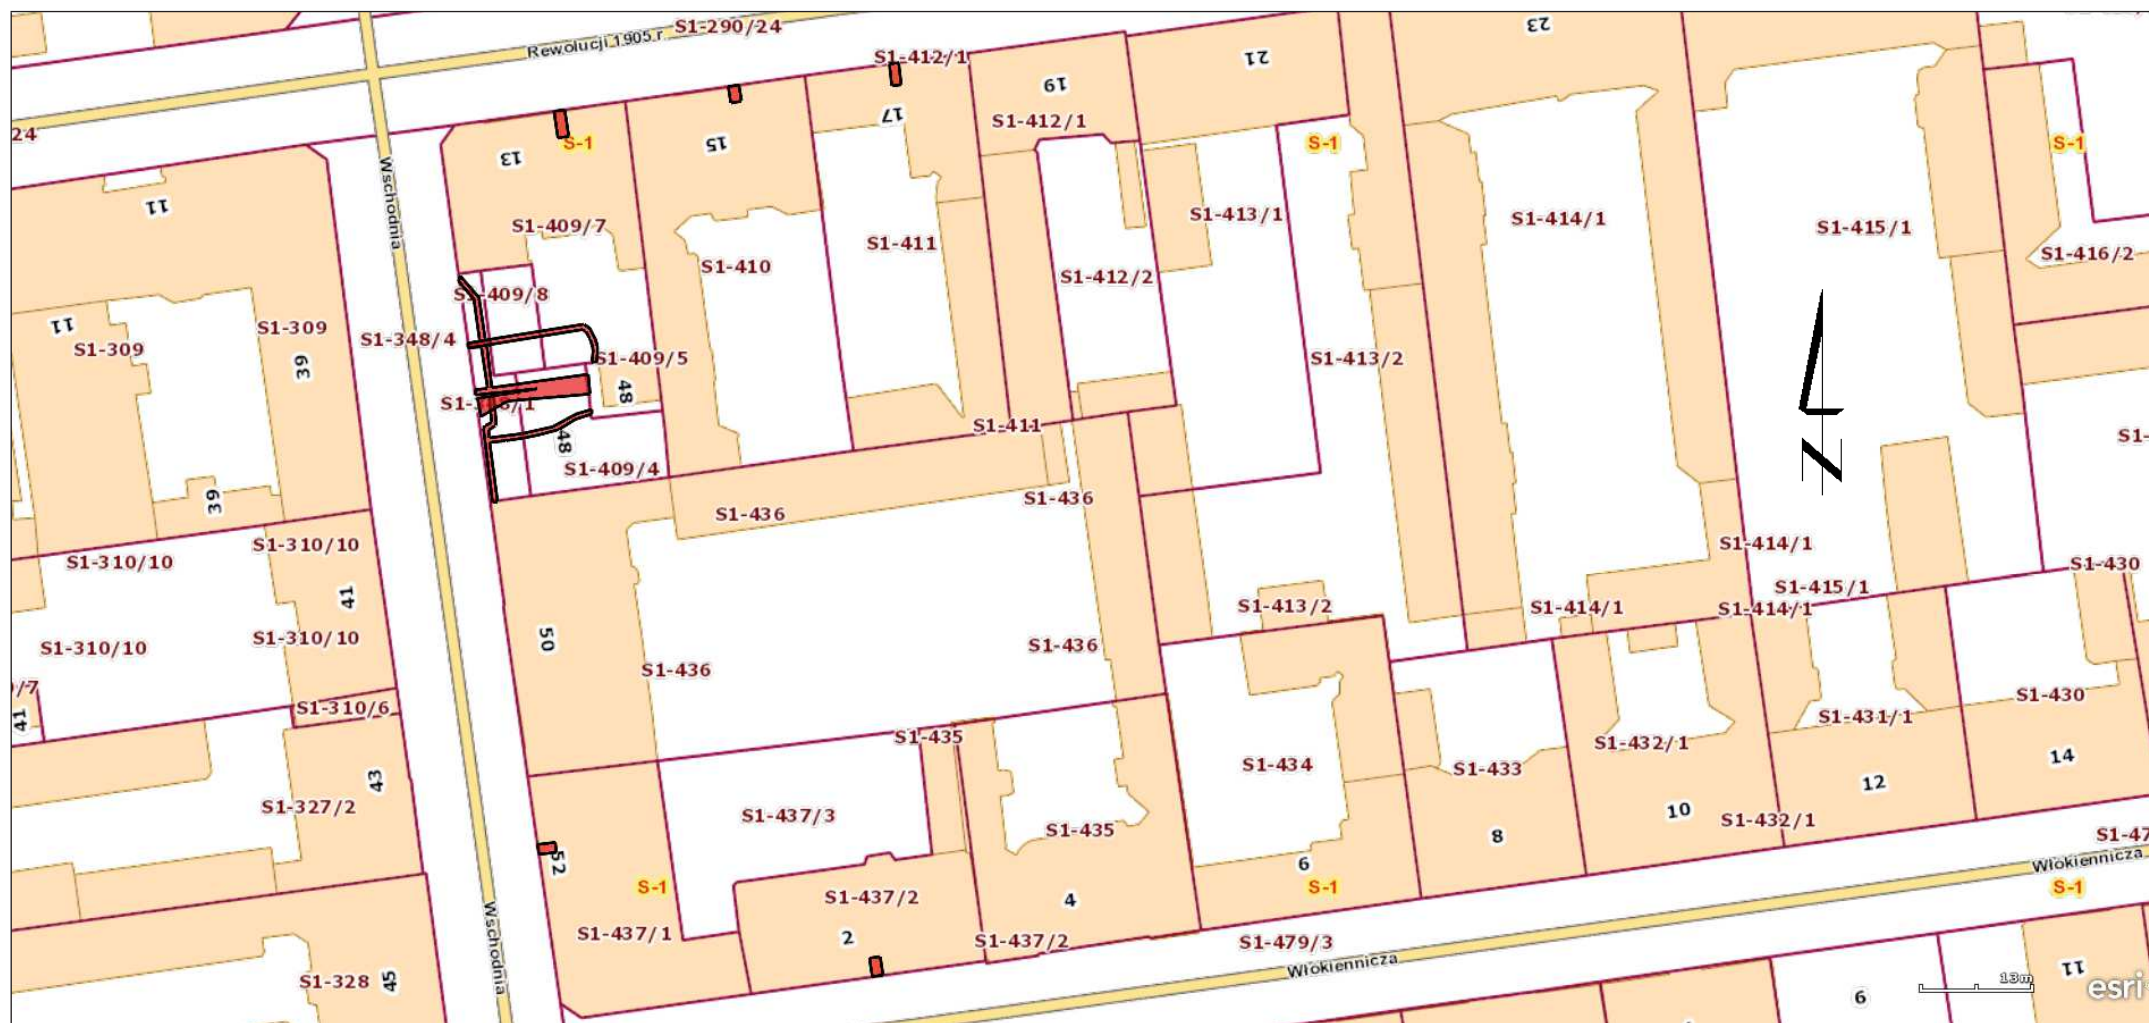 S1-290/24
Rewolucji 1905 r
S1-412/1
21
23
19
24
17
S1-412/1
13
S-1
15
S-1
S-1
Wschodnia
11
S1-409/7
S1-413/1
S1-414/1
S1-415/1
S1-411
S1-416/2
S1-410
S1-412/2
S1-409/8
11
S1-309
S1-309
S1-348/4
39
S1-409/5
S1-413/2
48
S1-411
48
S1-409/4
39
S1-436
S1-436
S1-310/10
S1-310/10
S1-414/1
S1-430
S1-415/1
41
S1-413/2
S1-414/1
S1-414/1
S1-310/10
S1-310/10
50
S1-436
S1-436
/7
S1-430
41
S1-310/6
S1-431/1
S1-435
S1-432/1
14
S1-434
S1-433
43
12
S1-327/2
S1-437/3
10
S1-432/1
S1-435
8
S1-47
52
6
Włókiennicza
S-1
S-1
S-1
S1-437/2
4
Wschodnia
S1-437/1
2
S1-437/2
S1-479/3
Włókiennicza
11
S1-328
45
13m
esri
6
N